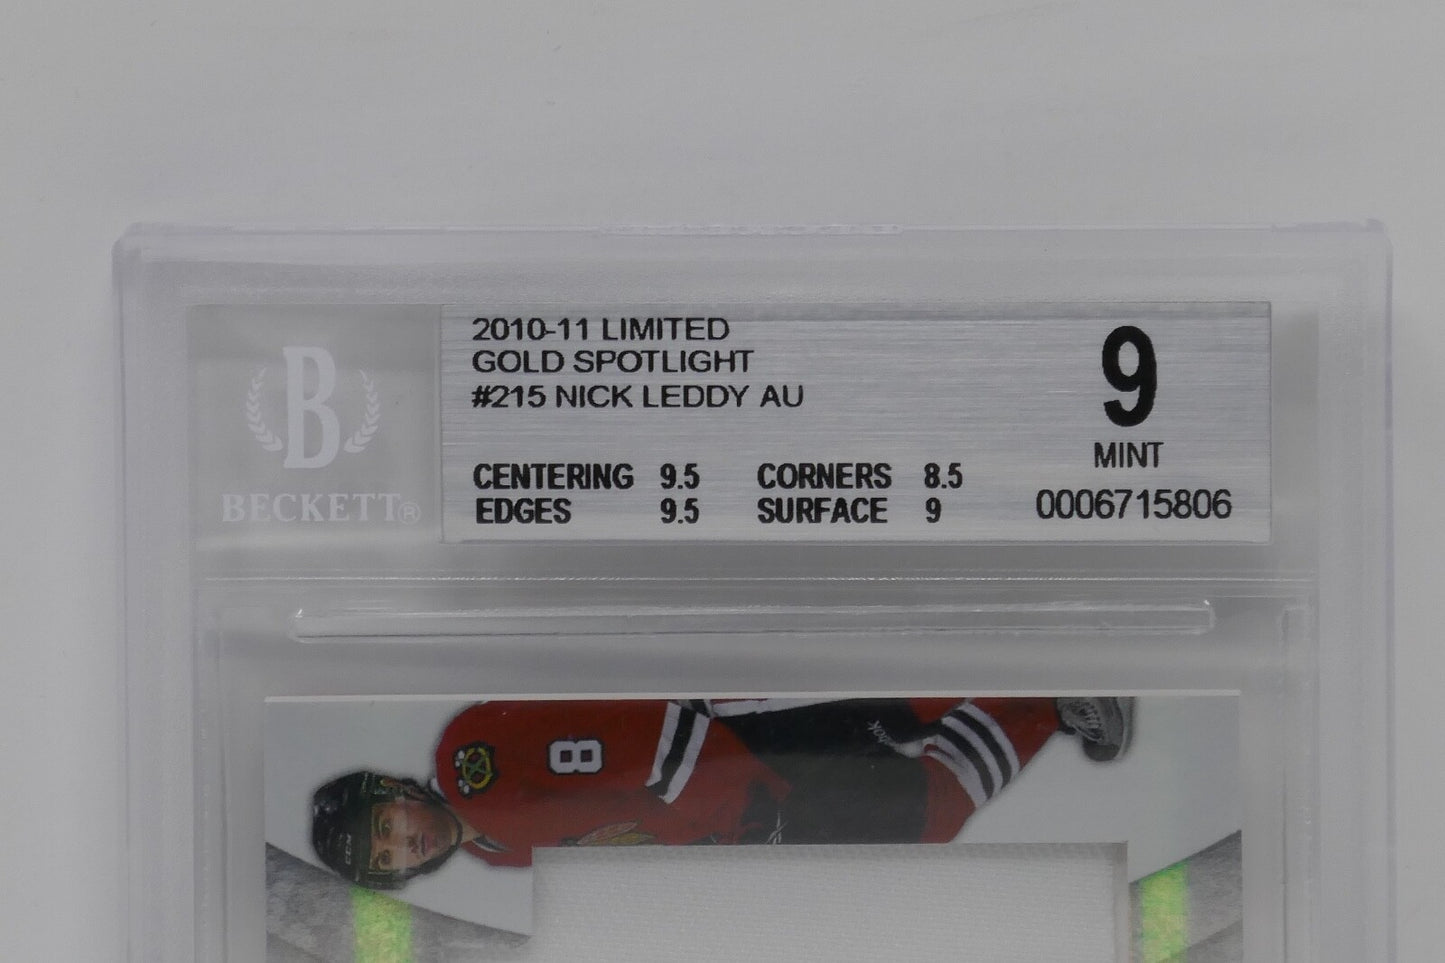 2010-11 LIMITED
GOLD SPOTLIGHT
#215 NICK LEDDY AU
9
MINT
CENTERING 9.5 CORNERS 8.5
EDGES 9.5 SURFACE 9
0006715806
B
BECKETT®
8
CCM